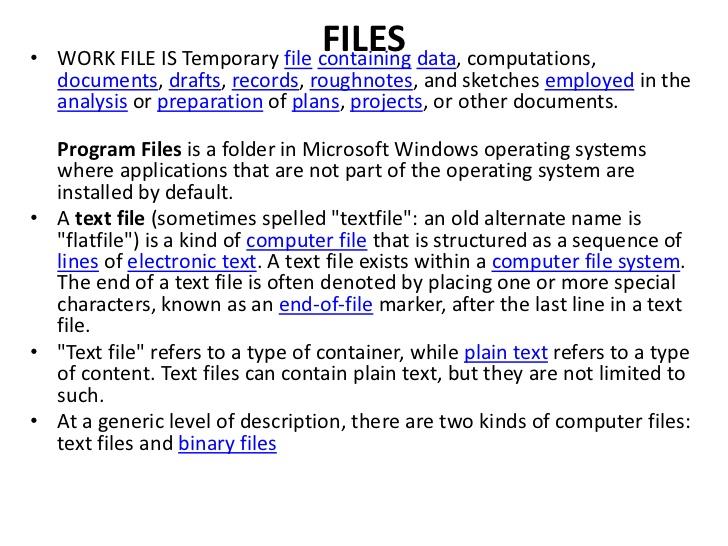 FILES
• WORK FILE IS Temporary file containing data, computations,
documents, drafts, records, roughnotes, and sketches employed in the
analysis or preparation of plans, projects, or other documents.
Program Files is a folder in Microsoft Windows operating systems
where applications that are not part of the operating system are
installed by default.
• A text file (sometimes spelled "textfile": an old alternate name is
"flatfile") is a kind of computer file that is structured as a sequence of
lines of electronic text. A text file exists within a computer file system.
The end of a text file is often denoted by placing one or more special
characters, known as an end-of-file marker, after the last line in a text
file.
• "Text file" refers to a type of container, while plain text refers to a type
of content. Text files can contain plain text, but they are not limited to
such.
• At a generic level of description, there are two kinds of computer files:
text files and binary files